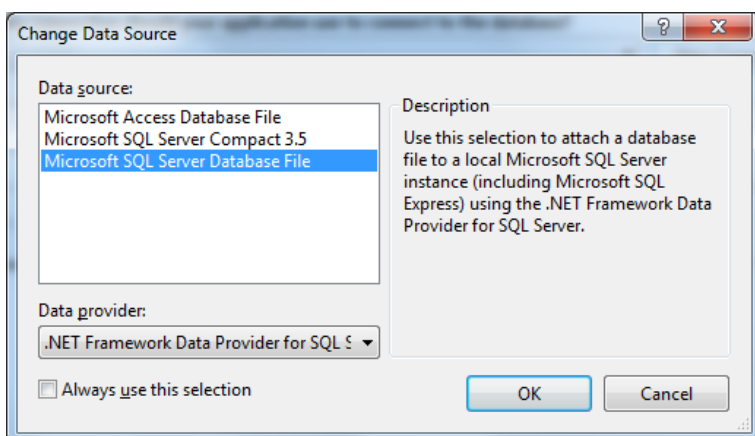 Change Data Source
Data source:
Microsoft Access Database File
Microsoft SQL Server Compact 3.5
Microsoft SQL Server Database File
Description
Use this selection to attach a database
file to a local Microsoft SQL Server
instance (including Microsoft SQL
Express) using the .NET Framework Data
Provider for SQL Server.
Data provider:
.NET Framework Data Provider for SQL S
Always use this selection
OK
Cancel